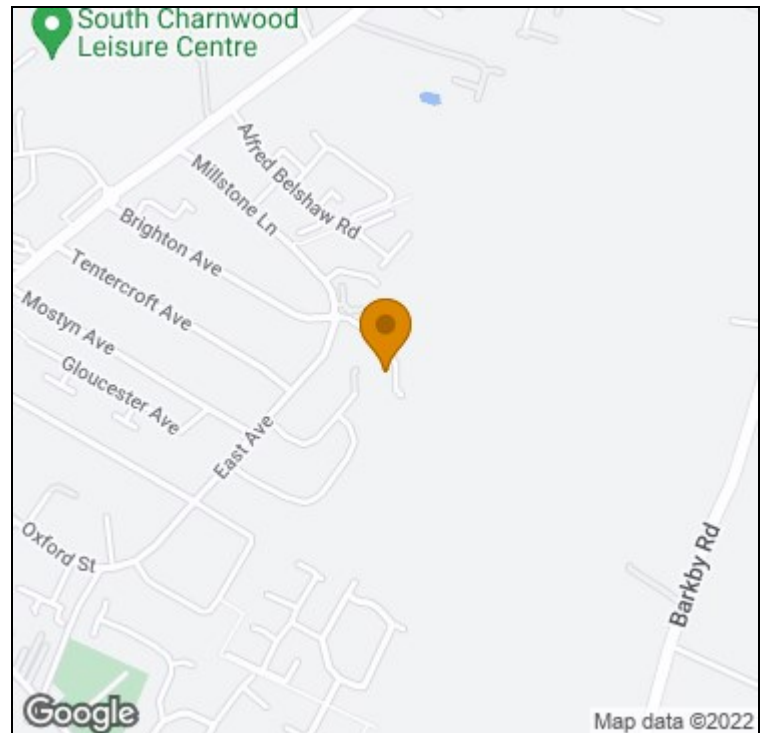 South Charnwood
Leisure Centre
Alfred Belshaw Rd
Millstone Ln
Brighton Ave
Tentercroft Ave
Mostyn Ave
Gloucester Ave
East Ave
Oxford St
Barkby Rd
Google
Map data ©2022